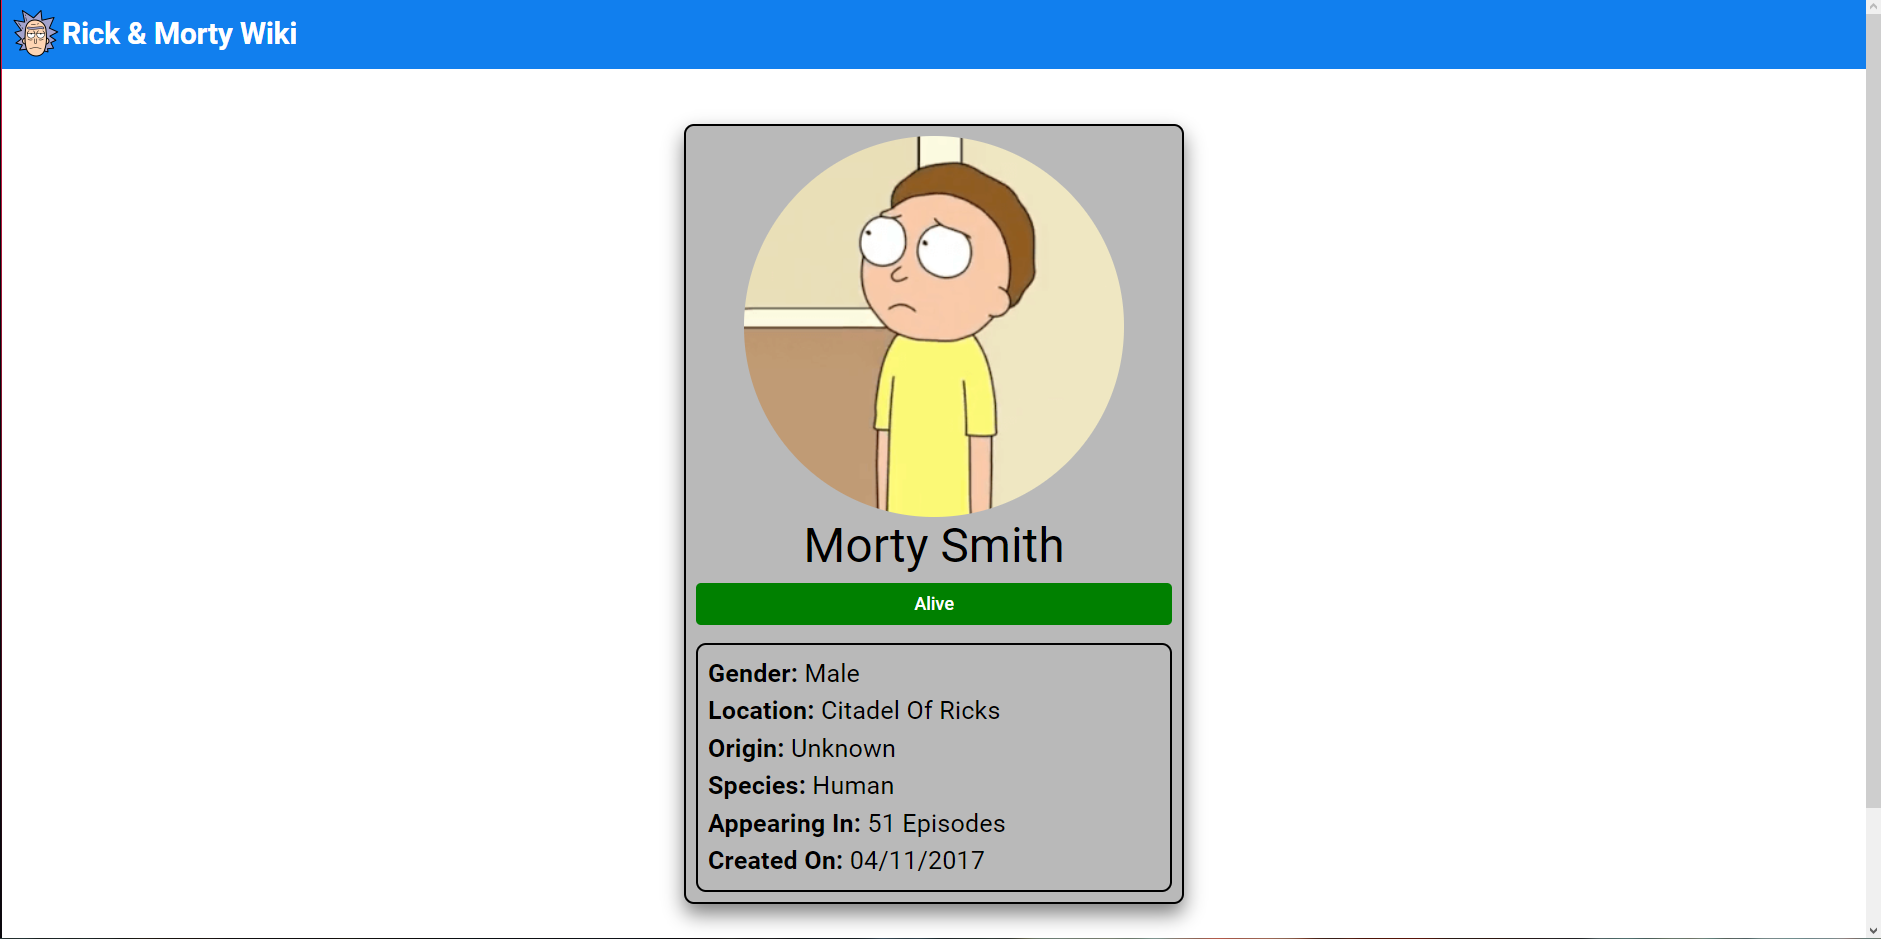 Rick & Morty Wiki
Morty Smith
Alive
Gender: Male
Location: Citadel Of Ricks
Origin: Unknown
Species: Human
Appearing In: 51 Episodes
Created On: 04/11/2017